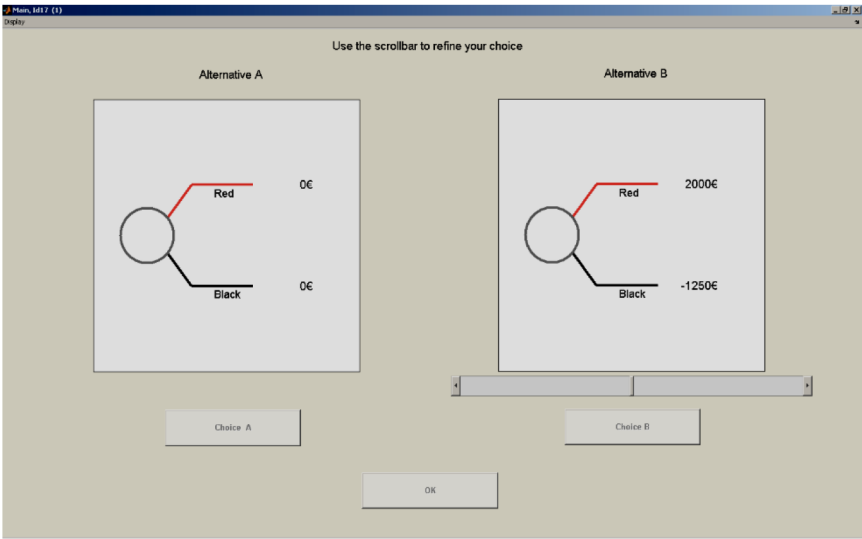 Main, Id17 (1)
Display
Use the scrollbar to refine your choice
Alternative A
Alternative B
Red 0€
Black 0€
Red 2000€
Black -1250€
Choice A
Choice B
OK